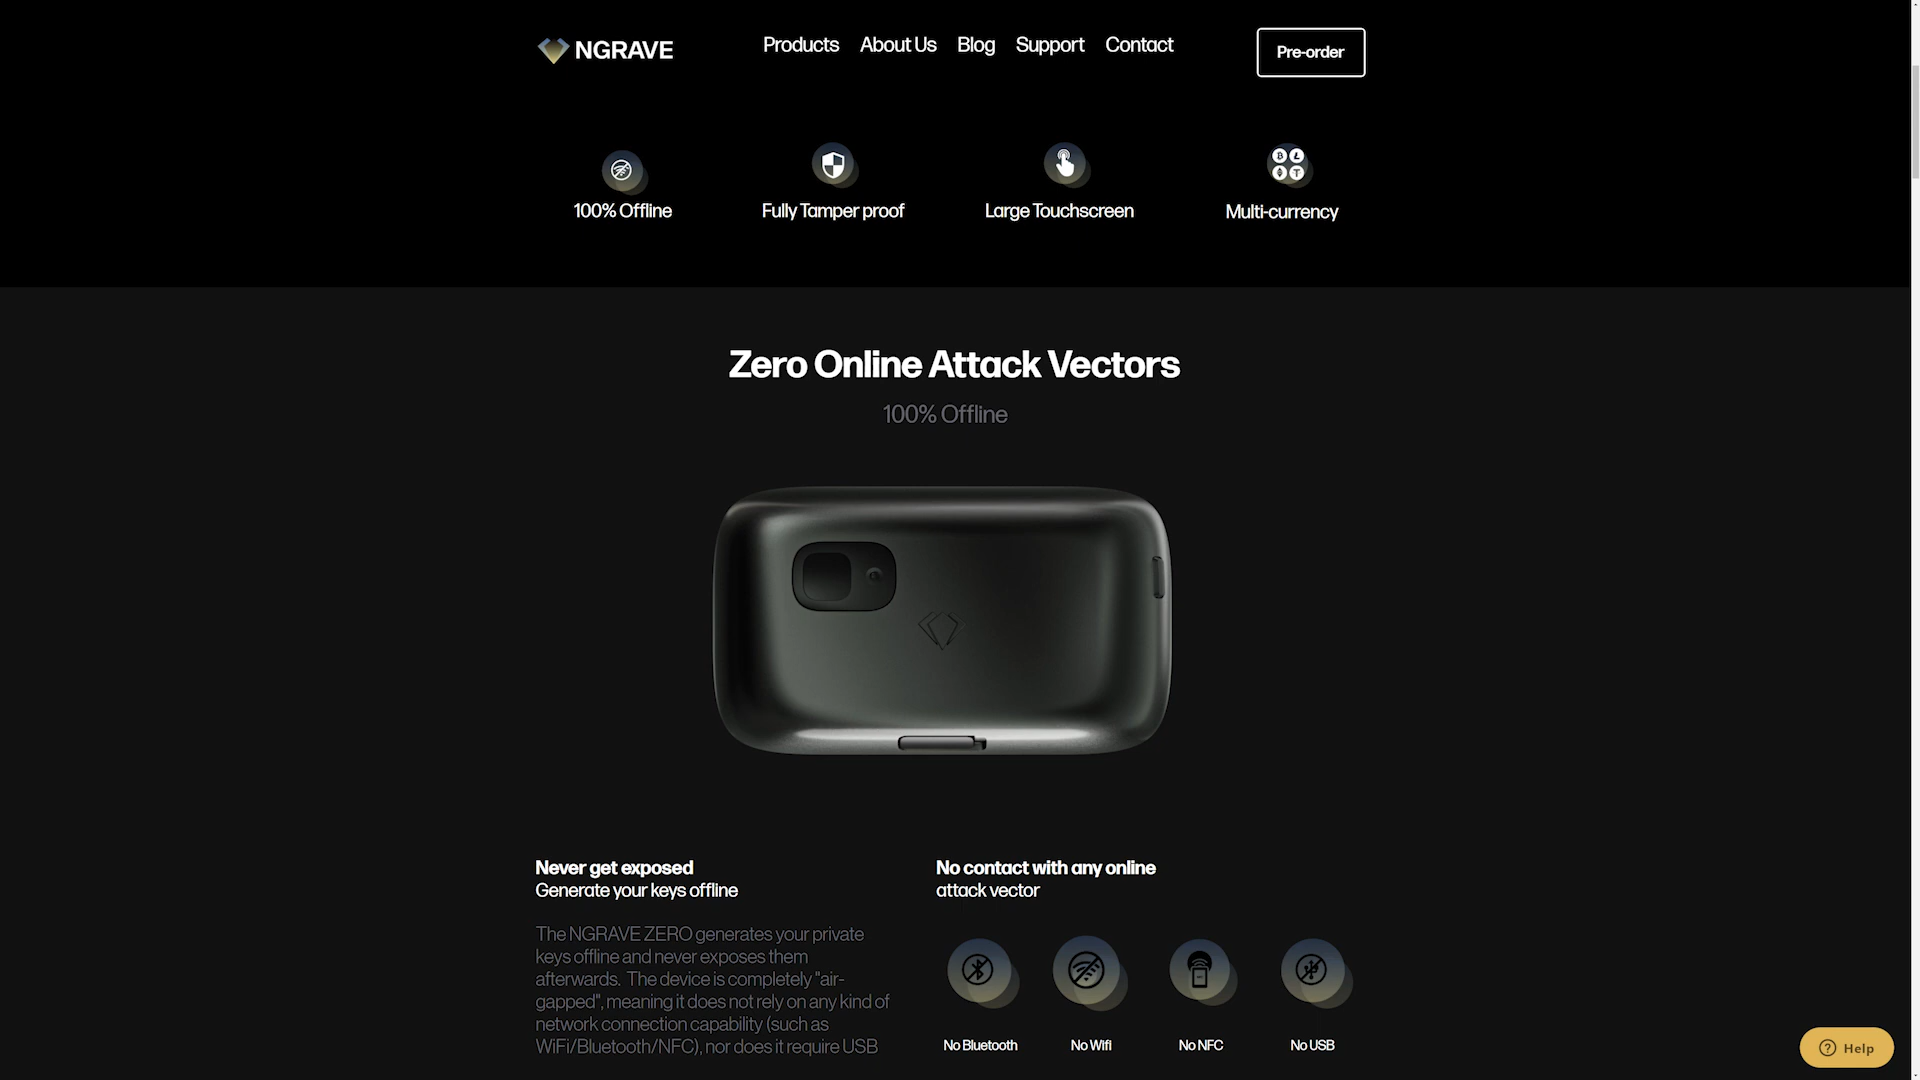 NGRAVE
Products About Us Blog Support Contact
Pre-order
100% Offline
Fully Tamper proof
Large Touchscreen
Multi-currency
Zero Online Attack Vectors
100% Offline
Never get exposed
Generate your keys offline
The NGRAVE ZERO generates your private
keys offline and never exposes them
afterwards. The device is completely "air-
gapped", meaning it does not rely on any kind of
network connection capability (such as
WiFi/Bluetooth/NFC), nor does it require USB
No contact with any online
attack vector
No Bluetooth
No Wifi
No NFC
No USB
Help